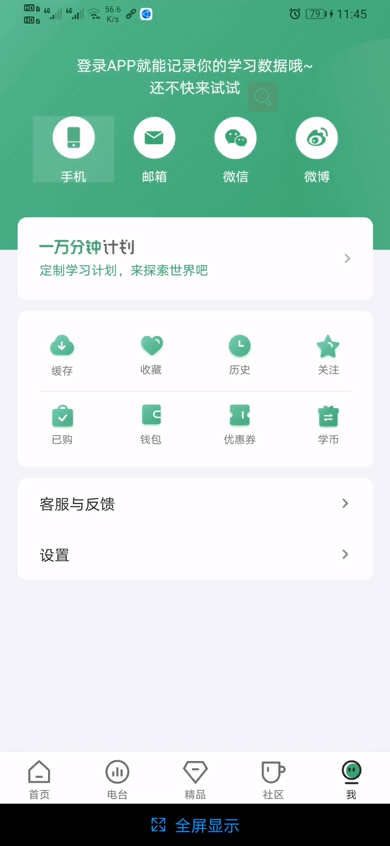 HD B
HD B
4G
4G
56.6
K/s
79
11:45
登录APP就能记录你的学习数据哦~
还不快来试试
手机
邮箱
微信
微博
一万分钟计划
定制学习计划，来探索世界吧
缓存
收藏
历史
关注
已购
钱包
优惠券
学币
客服与反馈
设置
首页
电台
精品
社区
我
全屏显示